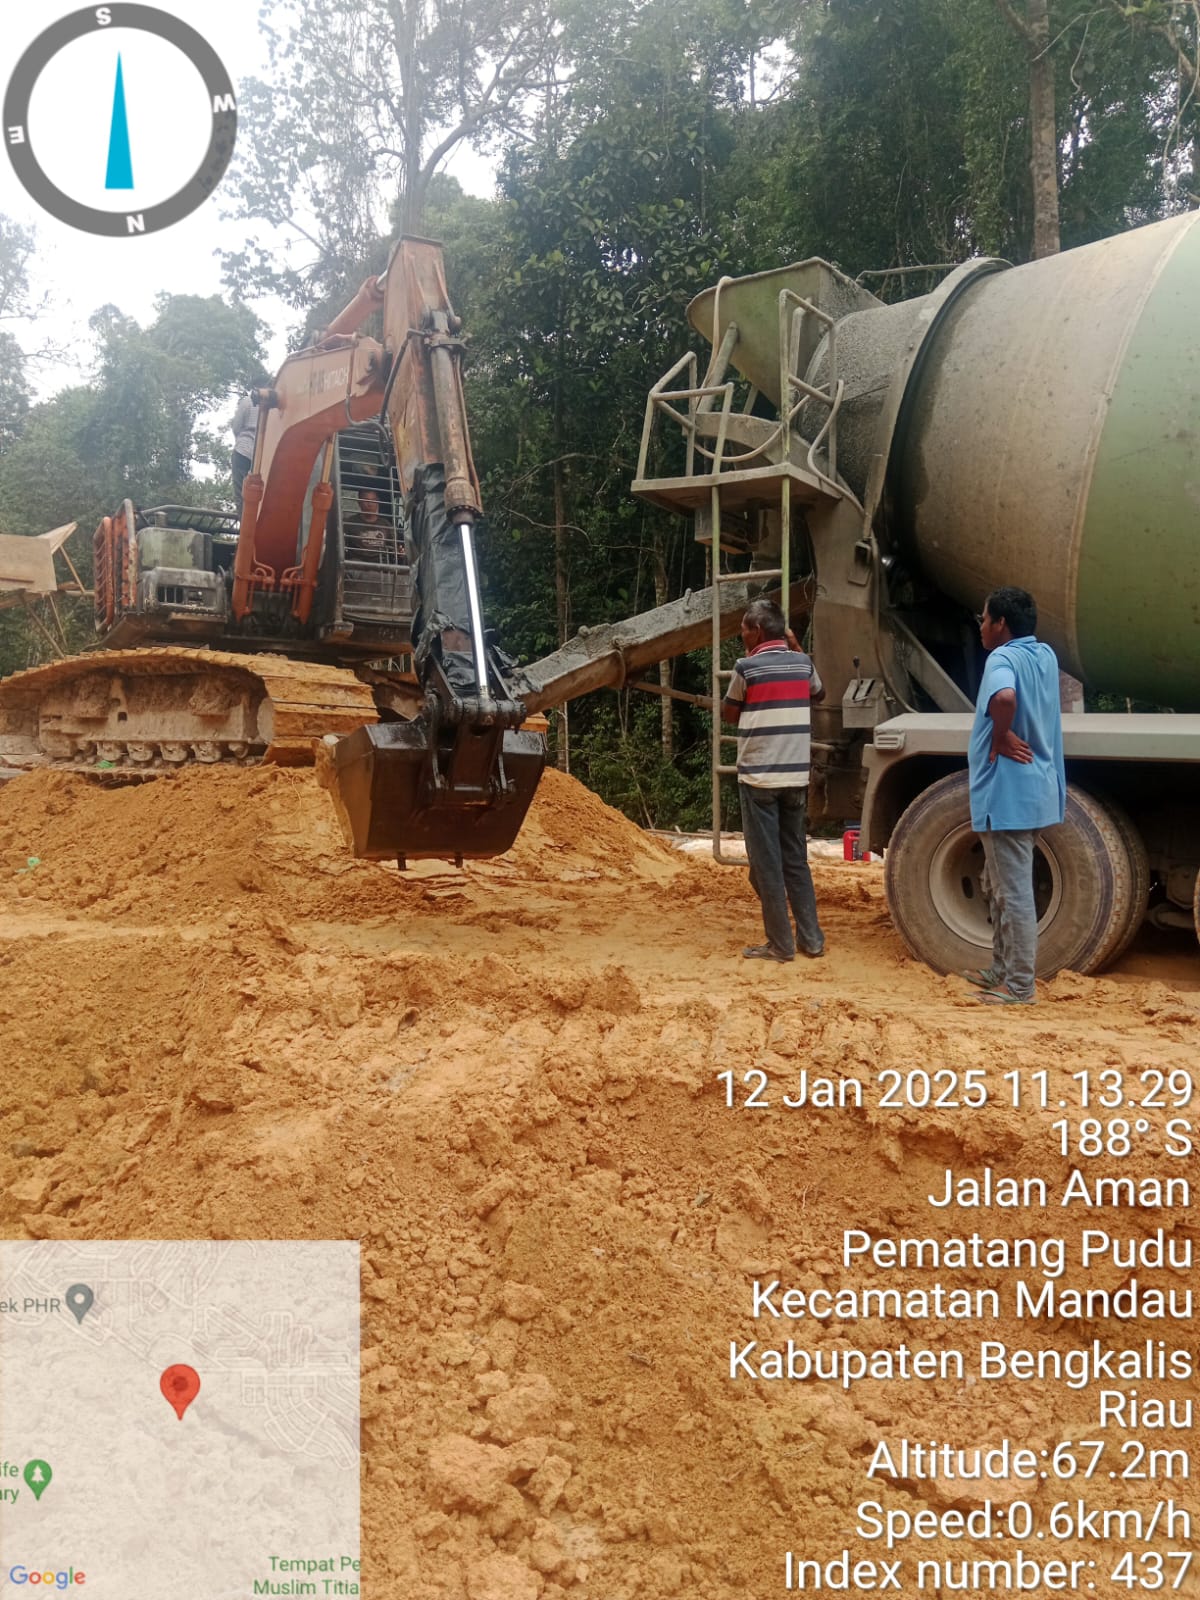 S
W
E
N
HITACHI
12 Jan 2025 11.13.29
188° S
Jalan Aman
Pematang Pudu
Kecamatan Mandau
Kabupaten Bengkalis
Riau
Altitude:67.2m
Speed:0.6km/h
Index number: 437
ek PHR
ife
ary
Google
Tempat Pe
Muslim Titia